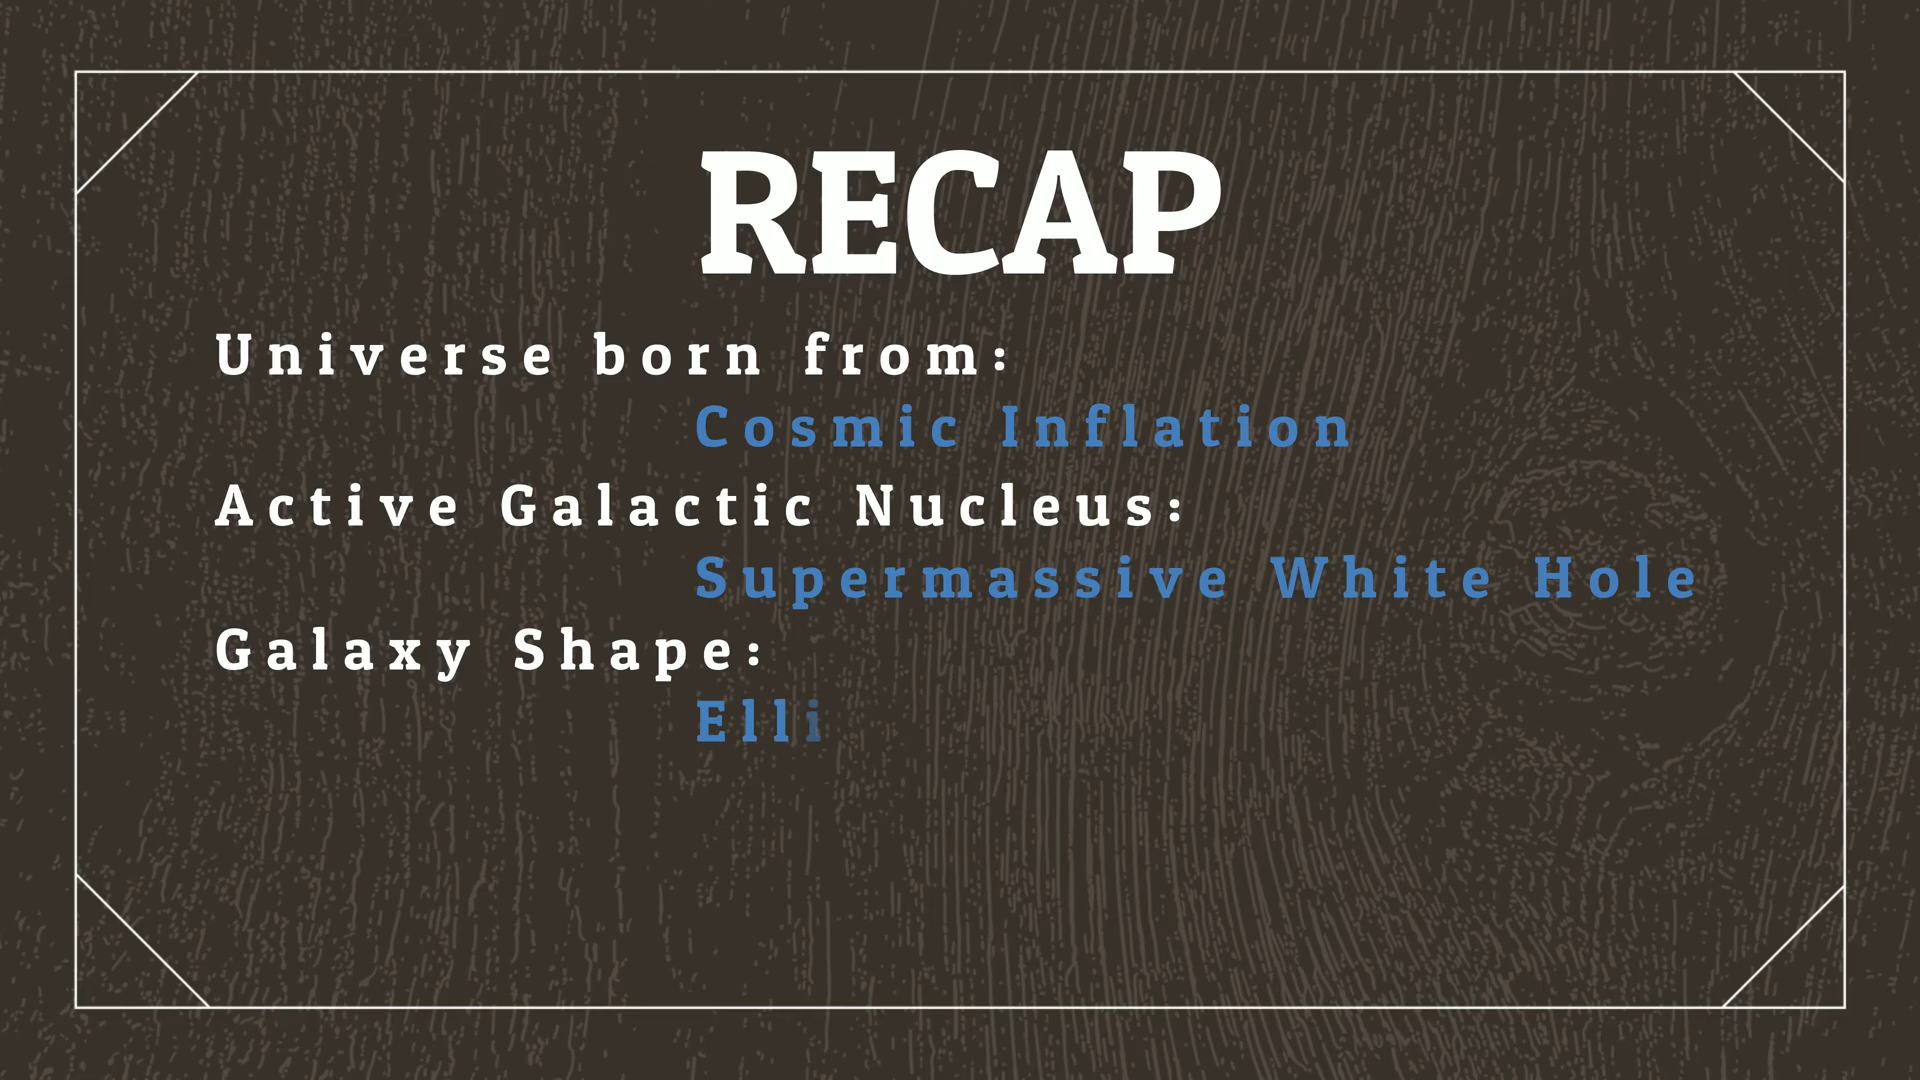 RECAP
Universe born from:
Cosmic Inflation
Active Galactic Nucleus:
Supermassive White Hole
Galaxy Shape:
Elli